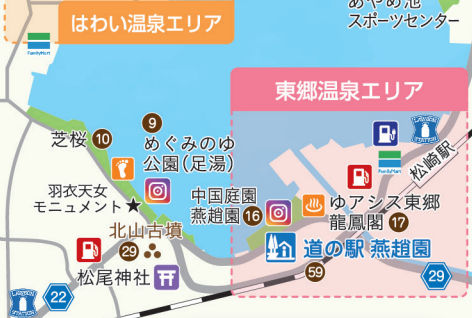 はわい温泉エリア
あやめ池
スポーツセンター
FamilyMart
東郷温泉エリア
LAWSON
FamilyMart
松崎駅
芝桜 10
9
めぐみのゆ
公園(足湯)
羽衣天女
モニュメント★
中国庭園
燕趙園 16
ゆアシス東郷
龍鳳閣 17
北山古墳
29
道の駅 燕趙園
59
29
松尾神社
LAWSON
22